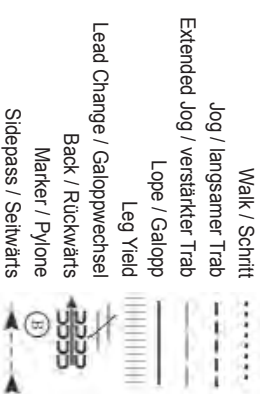 Walk / Schritt
Jog / langsamer Trab
Extended Jog / verstärkter Trab
Lope / Galopp
Leg Yield
Lead Change / Galoppwechsel
Back / Rückwärts
Marker / Pylone
B
Sidepass / Seitwärts